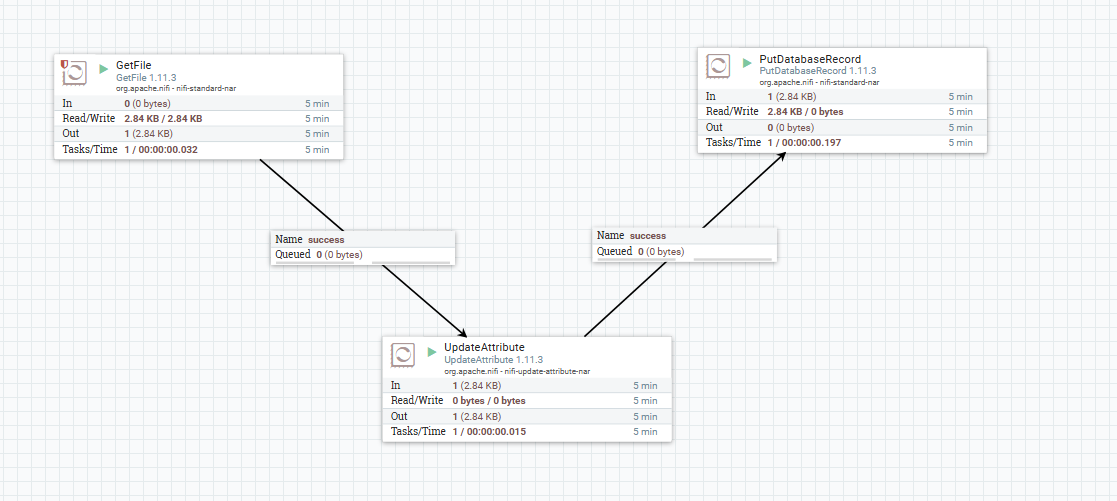 GetFile
GetFile 1.11.3
org.apache.nifi - nifi-standard-nar
In 0 (0 bytes) 5 min
Read/Write 2.84 KB / 2.84 KB 5 min
Out 1 (2.84 KB) 5 min
Tasks/Time 1 / 00:00:00.032 5 min
PutDatabaseRecord
PutDatabaseRecord 1.11.3
org.apache.nifi - nifi-standard-nar
In 1 (2.84 KB) 5 min
Read/Write 2.84 KB / 0 bytes 5 min
Out 0 (0 bytes) 5 min
Tasks/Time 1 / 00:00:00.197 5 min
Name success
Queued 0 (0 bytes)
Name success
Queued 0 (0 bytes)
UpdateAttribute
UpdateAttribute 1.11.3
org.apache.nifi - nifi-update-attribute-nar
In 1 (2.84 KB) 5 min
Read/Write 0 bytes / 0 bytes 5 min
Out 1 (2.84 KB) 5 min
Tasks/Time 1 / 00:00:00.015 5 min